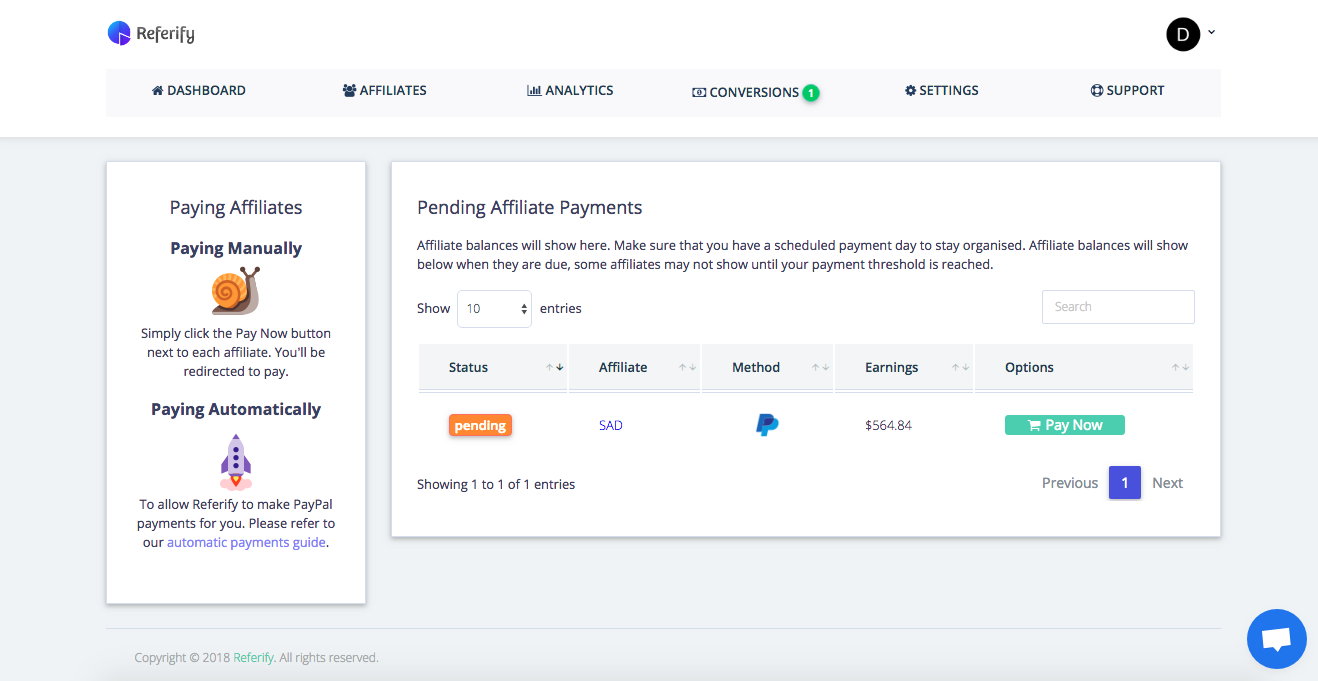 Referify
D
DASHBOARD
AFFILIATES
ANALYTICS
CONVERSIONS 1
SETTINGS
SUPPORT
Paying Affiliates
Paying Manually
Simply click the Pay Now button
next to each affiliate. You'll be
redirected to pay.
Paying Automatically
To allow Referify to make PayPal
payments for you. Please refer to
our automatic payments guide.
Pending Affiliate Payments
Affiliate balances will show here. Make sure that you have a scheduled payment day to stay organised. Affiliate balances will show
below when they are due, some affiliates may not show until your payment threshold is reached.
Show 10 entries
Search
Status Affiliate Method Earnings Options
pending SAD $564.84 Pay Now
Showing 1 to 1 of 1 entries
Previous 1 Next
Copyright © 2018 Referify. All rights reserved.